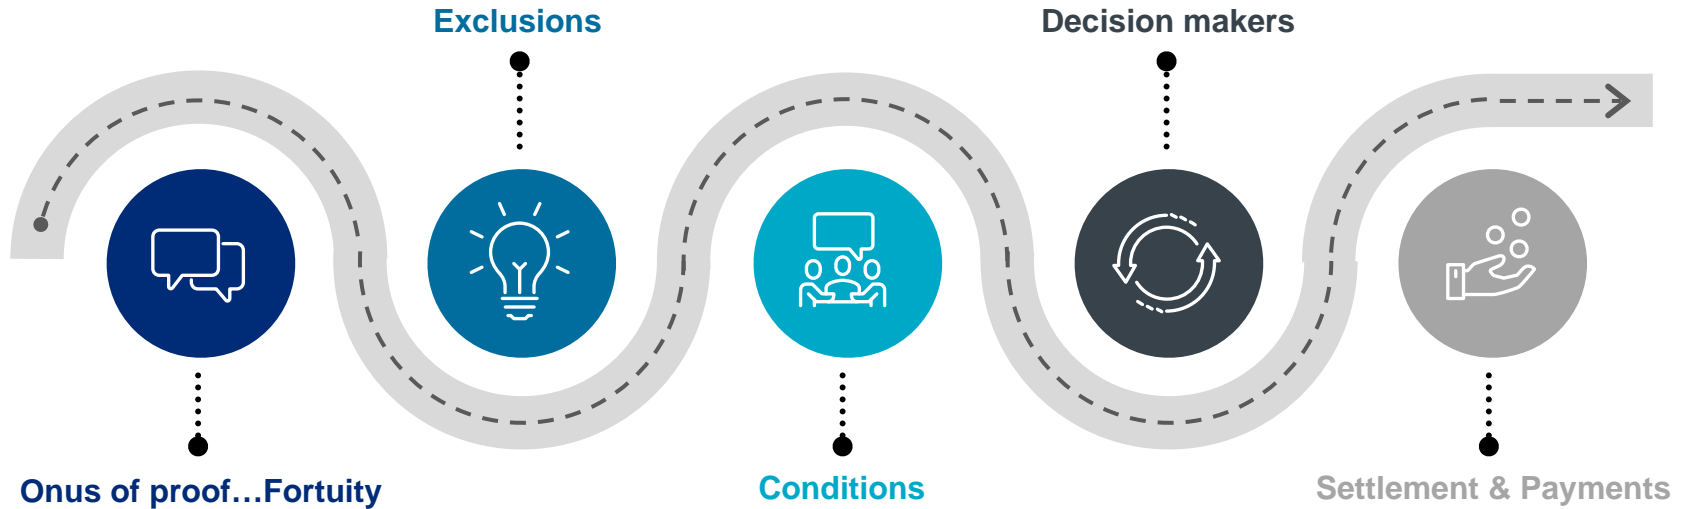 Exclusions
Decision makers
Onus of proof…Fortuity
Conditions
Settlement & Payments